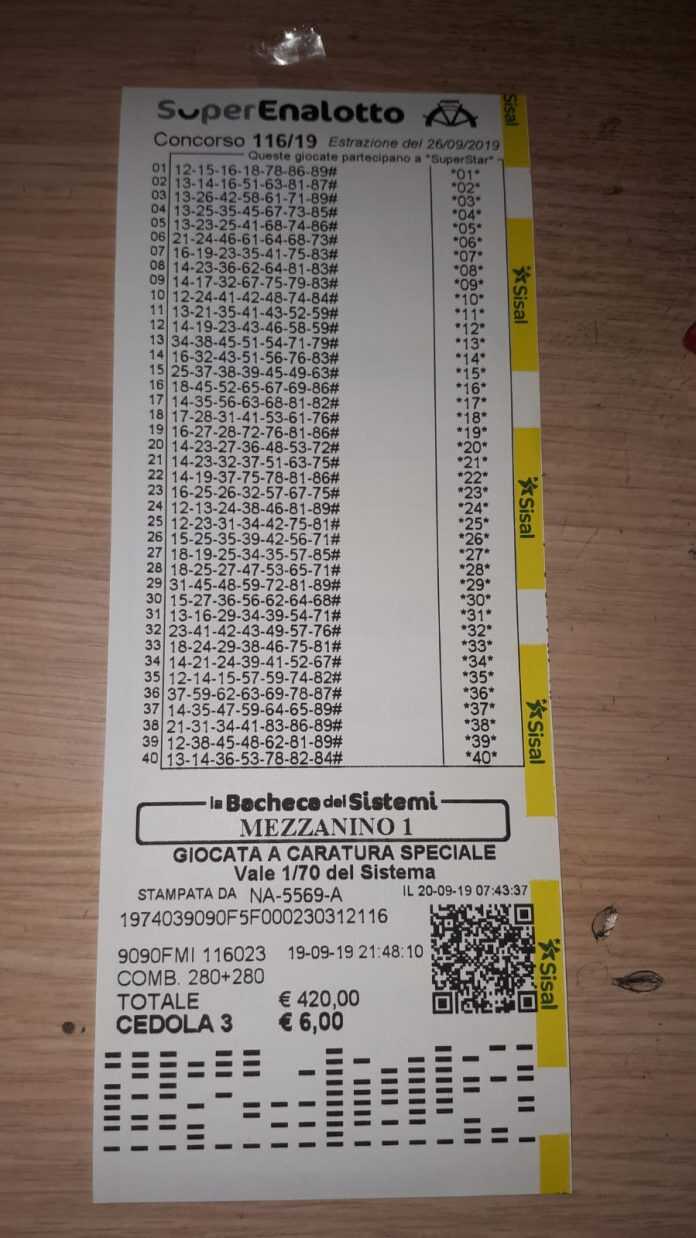 SuperEnalotto
Concorso 116/19 Estrazione del 26/09/2019
Queste giocate partecipano a "SuperStar"
01 12-15-16-18-78-86-89# *01*
02 13-14-16-51-63-81-87# *02*
03 13-26-42-58-61-71-89# *03*
04 13-25-35-45-67-73-85# *04*
05 13-23-25-41-68-74-86# *05*
06 21-24-46-61-64-68-73# *06*
07 16-19-23-35-41-75-83# *07*
08 14-23-36-62-64-81-83# *08*
09 14-17-32-67-75-79-83# *09*
10 12-24-41-42-48-74-84# *10*
11 13-21-35-41-43-52-59# *11*
12 14-19-23-43-46-58-59# *12*
13 34-38-45-51-54-71-79# *13*
14 16-32-43-51-56-76-83# *14*
15 25-37-38-39-45-49-63# *15*
16 18-45-52-65-67-69-86# *16*
17 14-35-56-63-68-81-82# *17*
18 17-28-31-41-53-61-76# *18*
19 16-27-28-72-76-81-86# *19*
20 14-23-27-36-48-53-72# *20*
21 14-23-32-37-51-63-75# *21*
22 14-19-37-75-78-81-86# *22*
23 16-25-26-32-57-67-75# *23*
24 12-13-24-38-46-81-89# *24*
25 12-23-31-34-42-75-81# *25*
26 15-25-35-39-42-56-71# *26*
27 18-19-25-34-35-57-85# *27*
28 18-25-27-47-53-65-71# *28*
29 31-45-48-59-72-81-89# *29*
30 15-27-36-56-62-64-68# *30*
31 13-16-29-34-39-54-71# *31*
32 23-41-42-43-49-57-76# *32*
33 18-24-29-38-46-75-81# *33*
34 14-21-24-39-41-52-67# *34*
35 12-14-15-57-59-74-82# *35*
36 37-59-62-63-69-78-87# *36*
37 14-35-47-59-64-65-89# *37*
38 21-31-34-41-83-86-89# *38*
39 12-38-45-48-62-81-89# *39*
40 13-14-36-53-78-82-84# *40*
la Bacheca dei Sistemi
MEZZANINO 1
GIOCATA A CARATURA SPECIALE
Vale 1/70 del Sistema
STAMPATA DA NA-5569-A IL 20-09-19 07:43:37
1974039090F5F000230312116
9090FMI 116023 19-09-19 21:48:10
COMB. 280+280
TOTALE € 420,00
CEDOLA 3 € 6,00
Sisal
Sisal
Sisal
Sisal
Sisal